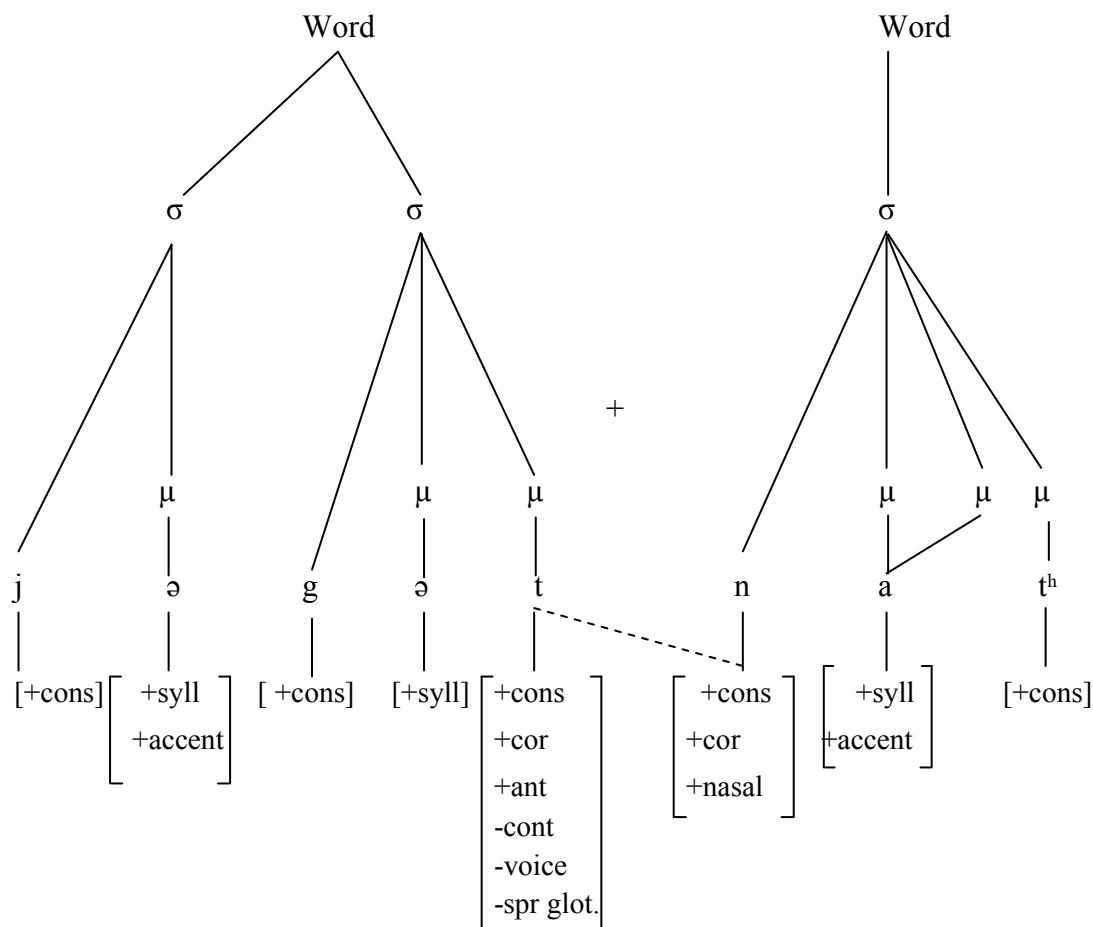 Word Word
σ σ σ
+
μ μ μ μ μ μ
j ə g ə t n a tʰ
[+cons] +syll [ +cons] [+syll] +cons +cons +syll [+cons]
+accent +cor +cor +accent
+ant +nasal
-cont
-voice
-spr glot.